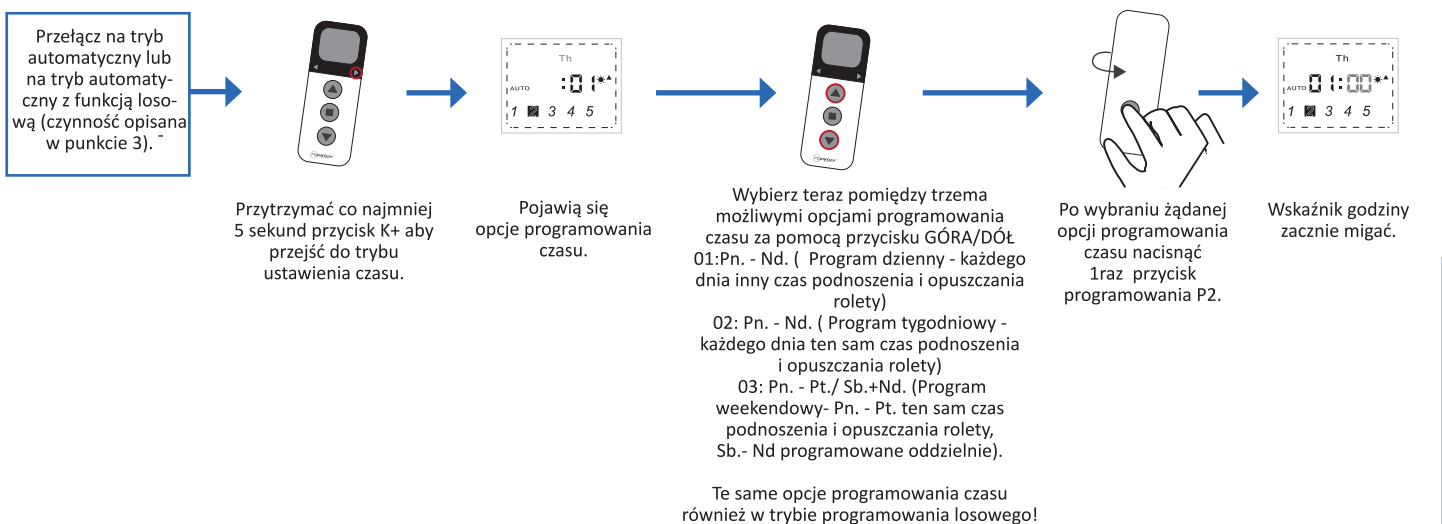 Przełącz na tryb
automatyczny lub
na tryb automaty-
czny z funkcją loso-
wą (czynność opisana
w punkcie 3). -
Przytrzymać co najmniej
5 sekund przycisk K+ aby
przejść do trybu
ustawienia czasu.
Th
AUTO :01
1 2 3 4 5
Pojawią się
opcje programowania
czasu.
Wybierz teraz pomiędzy trzema
możliwymi opcjami programowania
czasu za pomocą przycisku GÓRA/DÓŁ
01:Pn. - Nd. ( Program dzienny - każdego
dnia inny czas podnoszenia i opuszczania
rolety)
02: Pn. - Nd. ( Program tygodniowy -
każdego dnia ten sam czas podnoszenia
i opuszczania rolety)
03: Pn. - Pt./ Sb.+Nd. (Program
weekendowy- Pn. - Pt. ten sam czas
podnoszenia i opuszczania rolety,
Sb.- Nd programowane oddzielnie).
Te same opcje programowania czasu
również w trybie programowania losowego!
Po wybraniu żądanej
opcji programowania
czasu nacisnąć
1raz przycisk
programowania P2.
Th
AUTO 01:00
1 2 3 4 5
Wskaźnik godziny
zacznie migać.